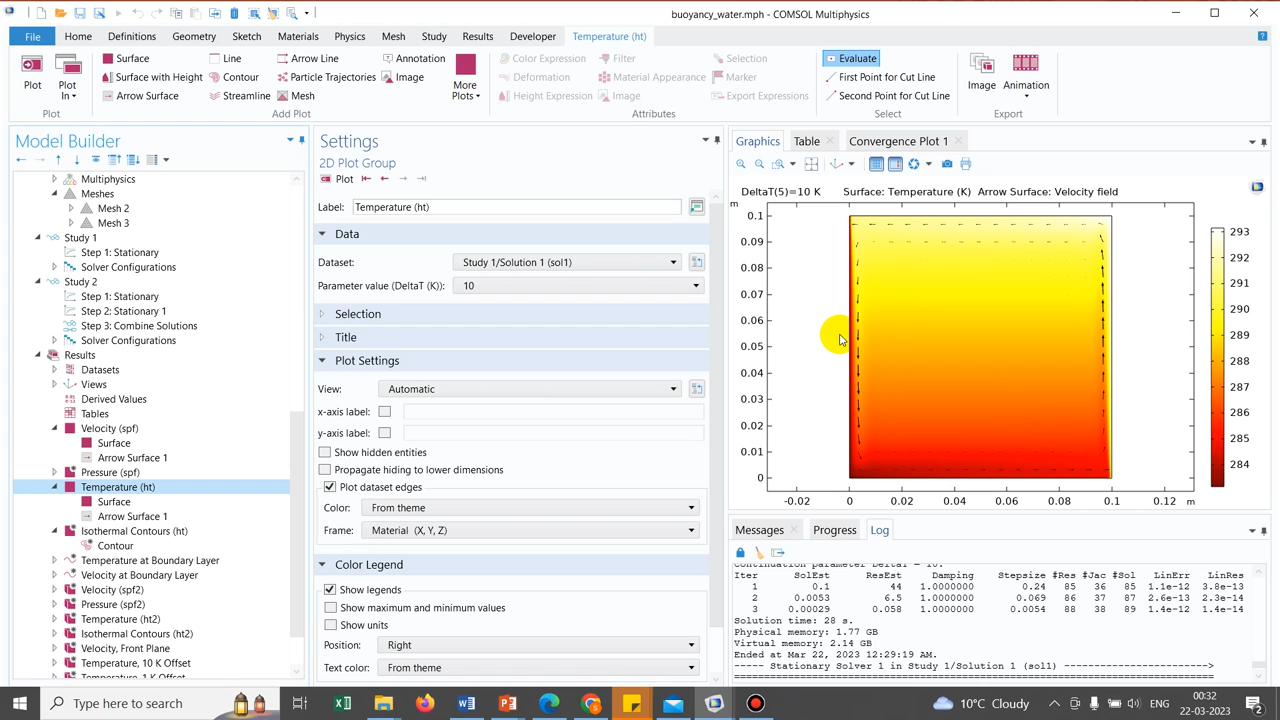 buoyancy_water.mph - COMSOL Multiphysics
File Home Definitions Geometry Sketch Materials Physics Mesh Study Results Developer Temperature (ht)
Surface Line Arrow Line Annotation Color Expression Filter Selection Evaluate
Surface with Height Contour Particle Trajectories Image Deformation Material Appearance Marker First Point for Cut Line
Arrow Surface Streamline Mesh Height Expression Image Export Expressions Second Point for Cut Line
Plot Plot In More Plots Image Animation
Plot Add Plot Attributes Select Export
Model Builder
Multiphysics
Meshes
Mesh 2
Mesh 3
Study 1
Step 1: Stationary
Solver Configurations
Study 2
Step 1: Stationary
Step 2: Stationary 1
Step 3: Combine Solutions
Solver Configurations
Results
Datasets
Views
Derived Values
Tables
Velocity (spf)
Surface
Arrow Surface 1
Pressure (spf)
Temperature (ht)
Surface
Arrow Surface 1
Isothermal Contours (ht)
Contour
Temperature at Boundary Layer
Velocity at Boundary Layer
Velocity (spf2)
Pressure (spf2)
Temperature (ht2)
Isothermal Contours (ht2)
Velocity, Front Plane
Temperature, 10 K Offset
Temperature, 1 K Offset
Settings
2D Plot Group
Plot
Label: Temperature (ht)
Data
Dataset: Study 1/Solution 1 (sol1)
Parameter value (DeltaT (K)): 10
Selection
Title
Plot Settings
View: Automatic
x-axis label:
y-axis label:
Show hidden entities
Propagate hiding to lower dimensions
Plot dataset edges
Color: From theme
Frame: Material (X, Y, Z)
Color Legend
Show legends
Show maximum and minimum values
Show units
Position: Right
Text color: From theme
Graphics Table Convergence Plot 1
DeltaT(5)=10 K Surface: Temperature (K) Arrow Surface: Velocity field
m
0.1
0.09
0.08
0.07
0.06
0.05
0.04
0.03
0.02
0.01
0
-0.02 0 0.02 0.04 0.06 0.08 0.1 0.12 m
293
292
291
290
289
288
287
286
285
284
Messages Progress Log
Continuation parameter DeltaT = 10.
Iter SolEst ResEst Damping Stepsize #Res #Jac #Sol LinErr LinRes
1 0.1 44 1.0000000 0.24 85 36 85 1.1e-12 3.8e-13
2 0.0053 6.5 1.0000000 0.069 86 37 87 2.6e-13 2.3e-14
3 0.00029 0.058 1.0000000 0.0054 88 38 89 1.4e-12 1.4e-14
Solution time: 28 s.
Physical memory: 1.77 GB
Virtual memory: 2.14 GB
Ended at Mar 22, 2023 12:29:19 AM.
----- Stationary Solver 1 in Study 1/Solution 1 (sol1) ------------------------>
Type here to search
10°C Cloudy
00:32
22-03-2023
2